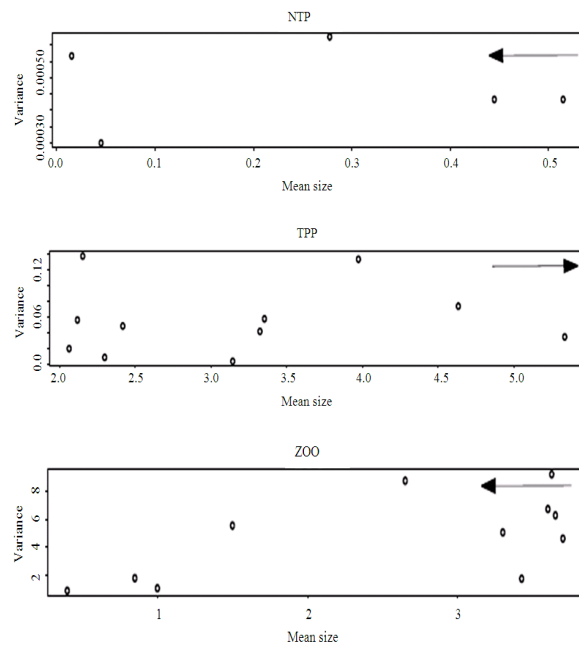 NTP
Variance
0.00030 0.00050
0.0 0.1 0.2 0.3 0.4 0.5
Mean size
TPP
Variance
0.0 0.06 0.12
2.0 2.5 3.0 3.5 4.0 4.5 5.0
Mean size
ZOO
Variance
2 4 6 8
1 2 3
Mean size